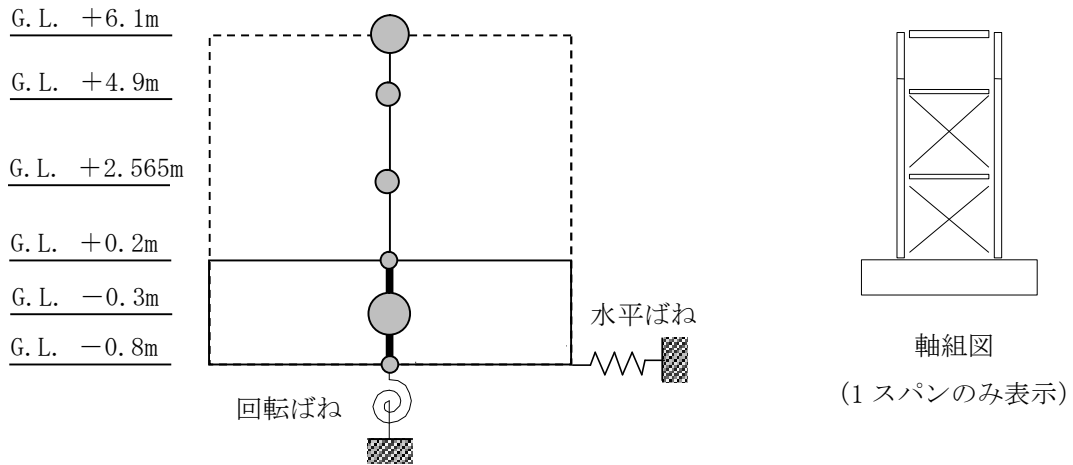 G.L. +6.1m
G.L. +4.9m
G.L. +2.565m
G.L. +0.2m
G.L. -0.3m
G.L. -0.8m
水平ばね
回転ばね
軸組図
(1スパンのみ表示)